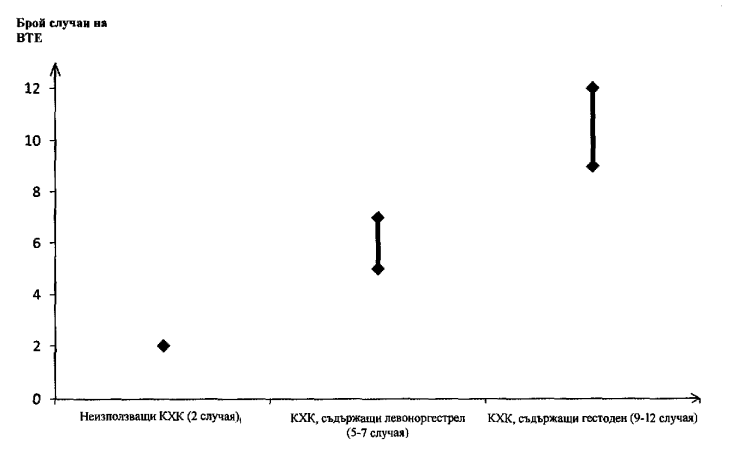 Брой случаи на
ВТЕ
12
10
8
6
4
2
0
Неизползващи КХК (2 случая),
КХК, съдържащи левоноргестрел
(5-7 случая)
КХК, съдържащи гестоден (9-12 случая)